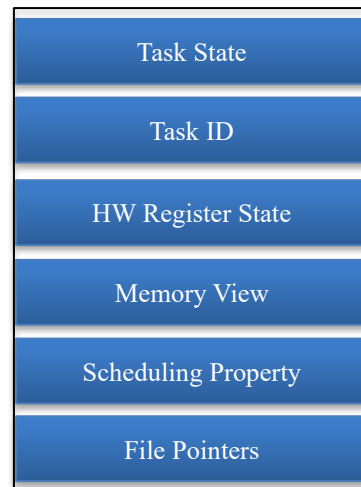 Task State
Task ID
HW Register State
Memory View
Scheduling Property
File Pointers